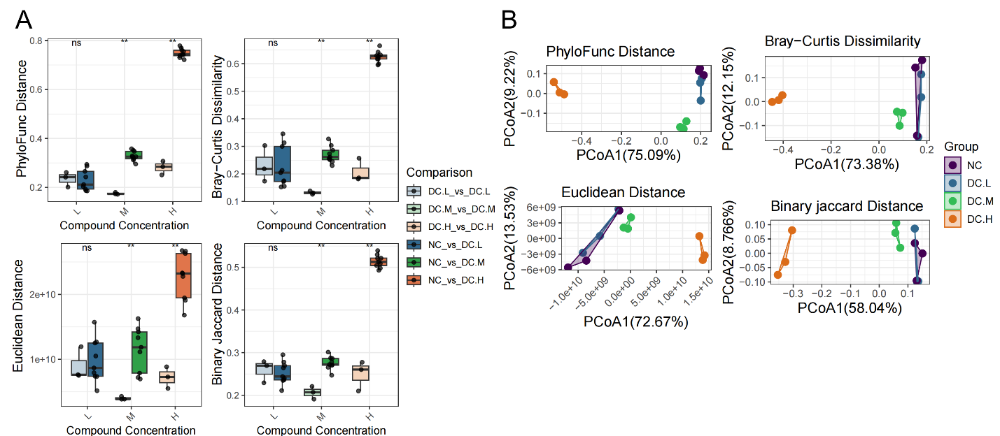 A
PhyloFunc Distance
0.8
0.6
0.4
0.2
ns
**
**
L
M
H
Compound Concentration
Bray−Curtis Dissimilarity
0.6
0.5
0.4
0.3
0.2
0.1
ns
**
**
L
M
H
Compound Concentration
Euclidean Distance
2e+10
1e+10
ns
**
**
L
M
H
Compound Concentration
Binary Jaccard Distance
0.5
0.4
0.3
0.2
ns
**
**
L
M
H
Compound Concentration
Comparison
DC.L_vs_DC.L
DC.M_vs_DC.M
DC.H_vs_DC.H
NC_vs_DC.L
NC_vs_DC.M
NC_vs_DC.H
B
PhyloFunc Distance
PCoA2(9.22%)
0.1
0.0
−0.1
−0.4
−0.2
0.0
0.2
PCoA1(75.09%)
Bray−Curtis Dissimilarity
PCoA2(12.15%)
0.1
0.0
−0.1
−0.4
−0.2
0.0
0.2
PCoA1(73.38%)
Euclidean Distance
PCoA2(13.53%)
6e+09
3e+09
0e+00
−3e+09
−6e+09
−1.0e+10
−5.0e+09
0.0e+00
5.0e+09
1.0e+10
1.5e+10
PCoA1(72.67%)
Binary jaccard Distance
PCoA2(8.766%)
0.10
0.05
0.00
−0.05
−0.10
−0.3
−0.2
−0.1
0.0
0.1
PCoA1(58.04%)
Group
NC
DC.L
DC.M
DC.H